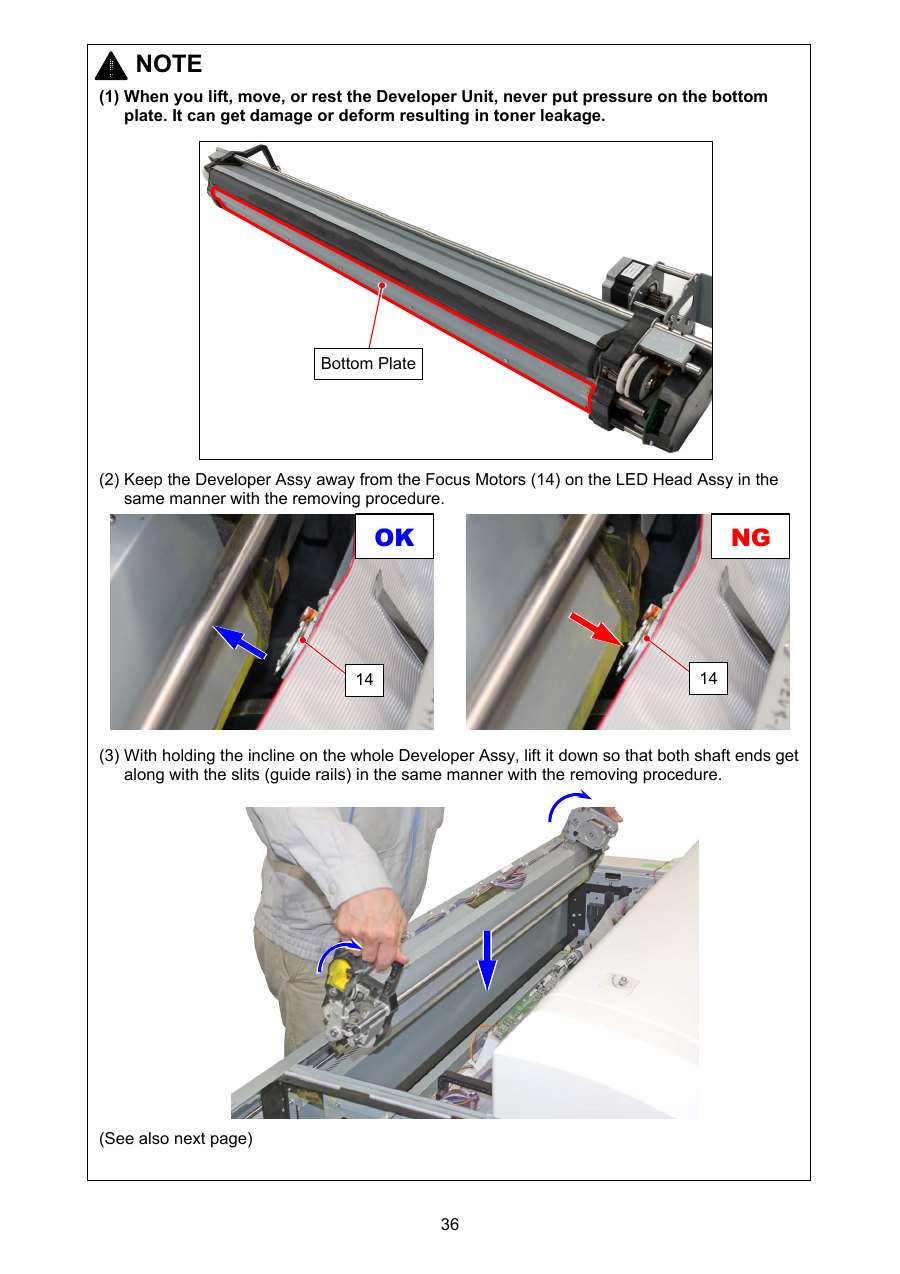 NOTE
(1) When you lift, move, or rest the Developer Unit, never put pressure on the bottom
plate. It can get damage or deform resulting in toner leakage.
Bottom Plate
(2) Keep the Developer Assy away from the Focus Motors (14) on the LED Head Assy in the
same manner with the removing procedure.
OK
NG
14
14
(3) With holding the incline on the whole Developer Assy, lift it down so that both shaft ends get
along with the slits (guide rails) in the same manner with the removing procedure.
(See also next page)
36